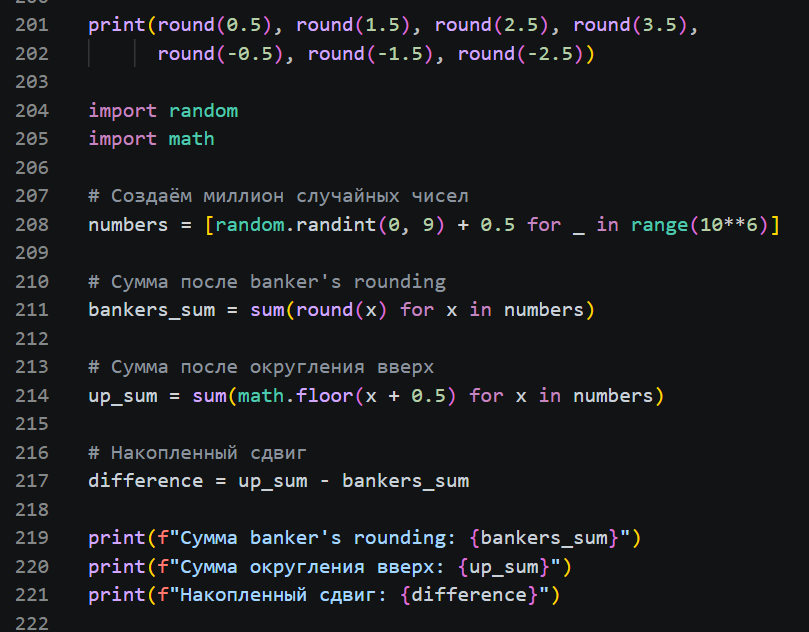 201 print(round(0.5), round(1.5), round(2.5), round(3.5),
202 round(-0.5), round(-1.5), round(-2.5))
203
204 import random
205 import math
206
207 # Создаём миллион случайных чисел
208 numbers = [random.randint(0, 9) + 0.5 for _ in range(10**6)]
209
210 # Сумма после banker's rounding
211 bankers_sum = sum(round(x) for x in numbers)
212
213 # Сумма после округления вверх
214 up_sum = sum(math.floor(x + 0.5) for x in numbers)
215
216 # Накопленный сдвиг
217 difference = up_sum - bankers_sum
218
219 print(f"Сумма banker's rounding: {bankers_sum}")
220 print(f"Сумма округления вверх: {up_sum}")
221 print(f"Накопленный сдвиг: {difference}")
222